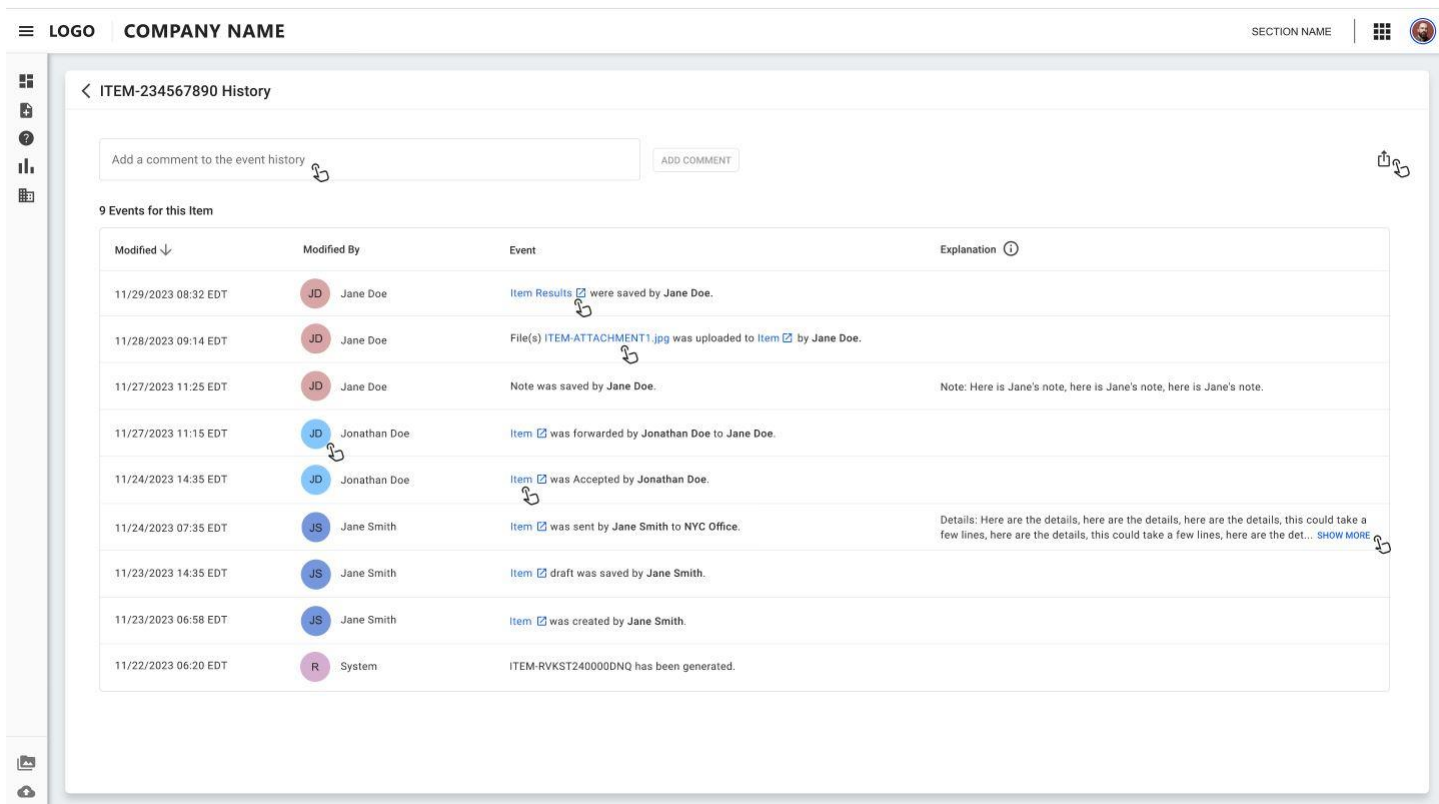 LOGO COMPANY NAME SECTION NAME
ITEM-234567890 History
Add a comment to the event history ADD COMMENT
9 Events for this Item
Modified Modified By Event Explanation
11/29/2023 08:32 EDT JD Jane Doe Item Results were saved by Jane Doe.
11/28/2023 09:14 EDT JD Jane Doe File(s) ITEM-ATTACHMENT1.jpg was uploaded to Item by Jane Doe.
11/27/2023 11:25 EDT JD Jane Doe Note was saved by Jane Doe. Note: Here is Jane's note, here is Jane's note, here is Jane's note.
11/27/2023 11:15 EDT JD Jonathan Doe Item was forwarded by Jonathan Doe to Jane Doe.
11/24/2023 14:35 EDT JD Jonathan Doe Item was Accepted by Jonathan Doe.
11/24/2023 07:35 EDT JS Jane Smith Item was sent by Jane Smith to NYC Office. Details: Here are the details, here are the details, here are the details, this could take a
few lines, here are the details, this could take a few lines, here are the det... SHOW MORE
11/23/2023 14:35 EDT JS Jane Smith Item draft was saved by Jane Smith.
11/23/2023 06:58 EDT JS Jane Smith Item was created by Jane Smith.
11/22/2023 06:20 EDT R System ITEM-RVKST240000DNQ has been generated.